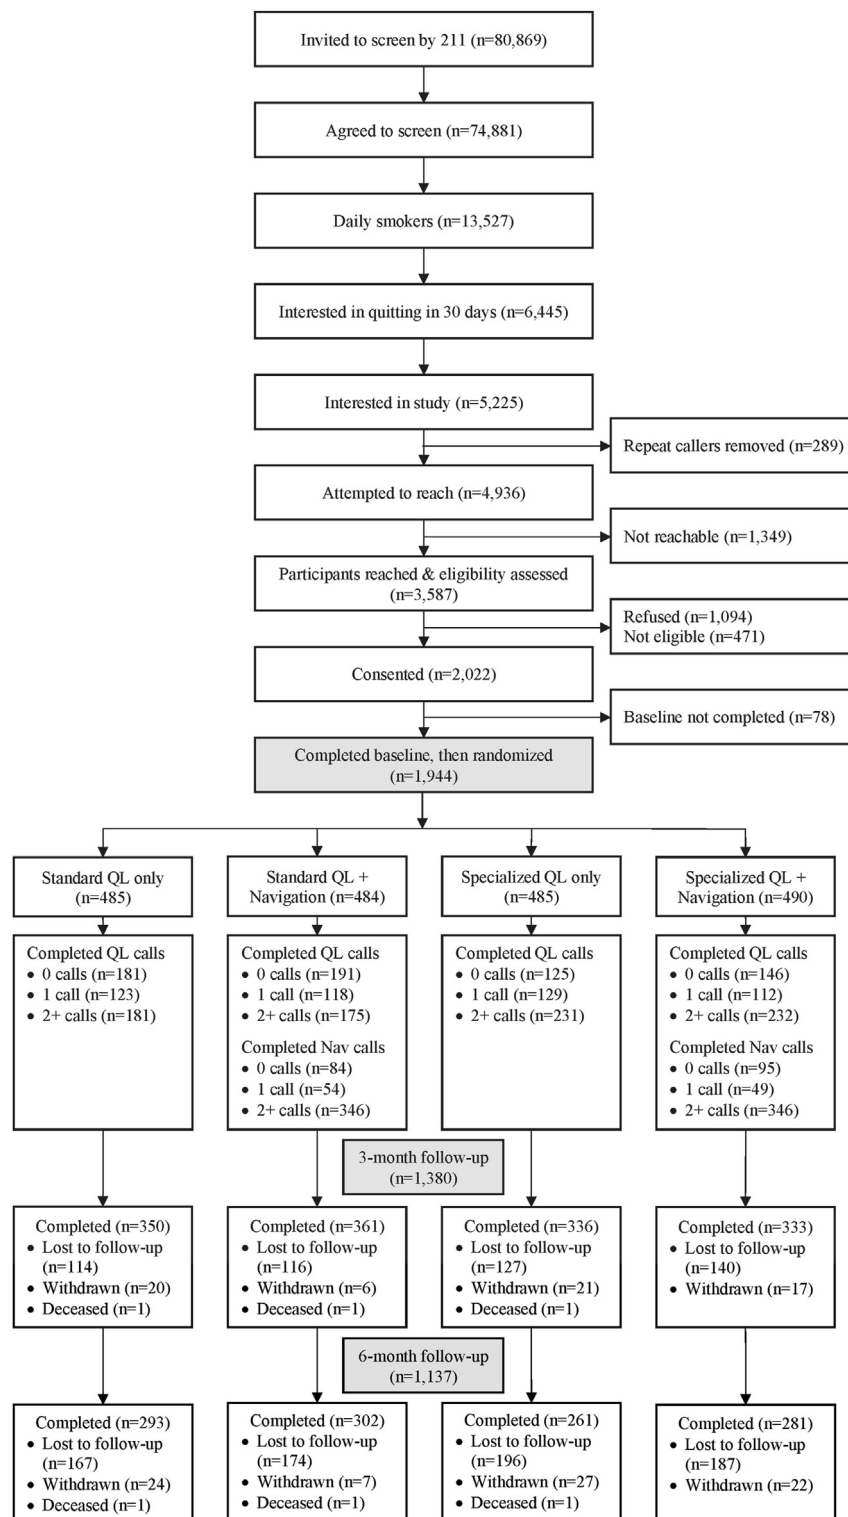 Invited to screen by 211 (n=80,869)
Agreed to screen (n=74,881)
Daily smokers (n=13,527)
Interested in quitting in 30 days (n=6,445)
Interested in study (n=5,225)
Repeat callers removed (n=289)
Attempted to reach (n=4,936)
Not reachable (n=1,349)
Participants reached & eligibility assessed
(n=3,587)
Refused (n=1,094)
Not eligible (n=471)
Consented (n=2,022)
Baseline not completed (n=78)
Completed baseline, then randomized
(n=1,944)
Standard QL only
(n=485)
Standard QL +
Navigation (n=484)
Specialized QL only
(n=485)
Specialized QL +
Navigation (n=490)
Completed QL calls
• 0 calls (n=181)
• 1 call (n=123)
• 2+ calls (n=181)
Completed QL calls
• 0 calls (n=191)
• 1 call (n=118)
• 2+ calls (n=175)
Completed Nav calls
• 0 calls (n=84)
• 1 call (n=54)
• 2+ calls (n=346)
Completed QL calls
• 0 calls (n=125)
• 1 call (n=129)
• 2+ calls (n=231)
Completed QL calls
• 0 calls (n=146)
• 1 call (n=112)
• 2+ calls (n=232)
Completed Nav calls
• 0 calls (n=95)
• 1 call (n=49)
• 2+ calls (n=346)
3-month follow-up
(n=1,380)
Completed (n=350)
• Lost to follow-up
(n=114)
• Withdrawn (n=20)
• Deceased (n=1)
Completed (n=361)
• Lost to follow-up
(n=116)
• Withdrawn (n=6)
• Deceased (n=1)
Completed (n=336)
• Lost to follow-up
(n=127)
• Withdrawn (n=21)
• Deceased (n=1)
Completed (n=333)
• Lost to follow-up
(n=140)
• Withdrawn (n=17)
6-month follow-up
(n=1,137)
Completed (n=293)
• Lost to follow-up
(n=167)
• Withdrawn (n=24)
• Deceased (n=1)
Completed (n=302)
• Lost to follow-up
(n=174)
• Withdrawn (n=7)
• Deceased (n=1)
Completed (n=261)
• Lost to follow-up
(n=196)
• Withdrawn (n=27)
• Deceased (n=1)
Completed (n=281)
• Lost to follow-up
(n=187)
• Withdrawn (n=22)